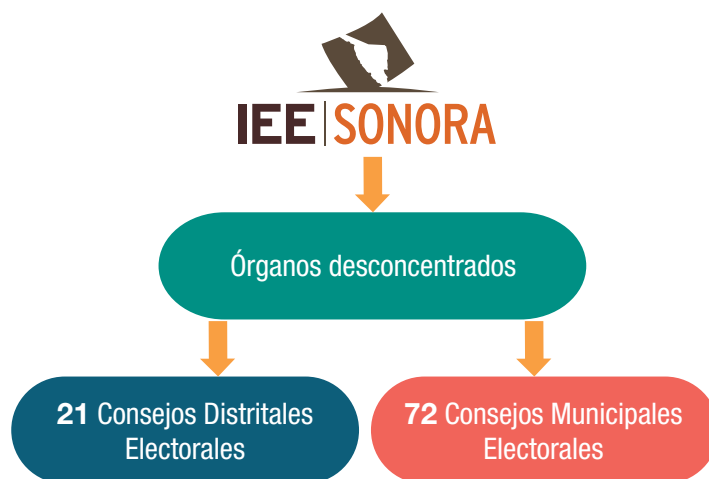 IEE|SONORA
Órganos desconcentrados
21 Consejos Distritales
Electorales
72 Consejos Municipales
Electorales